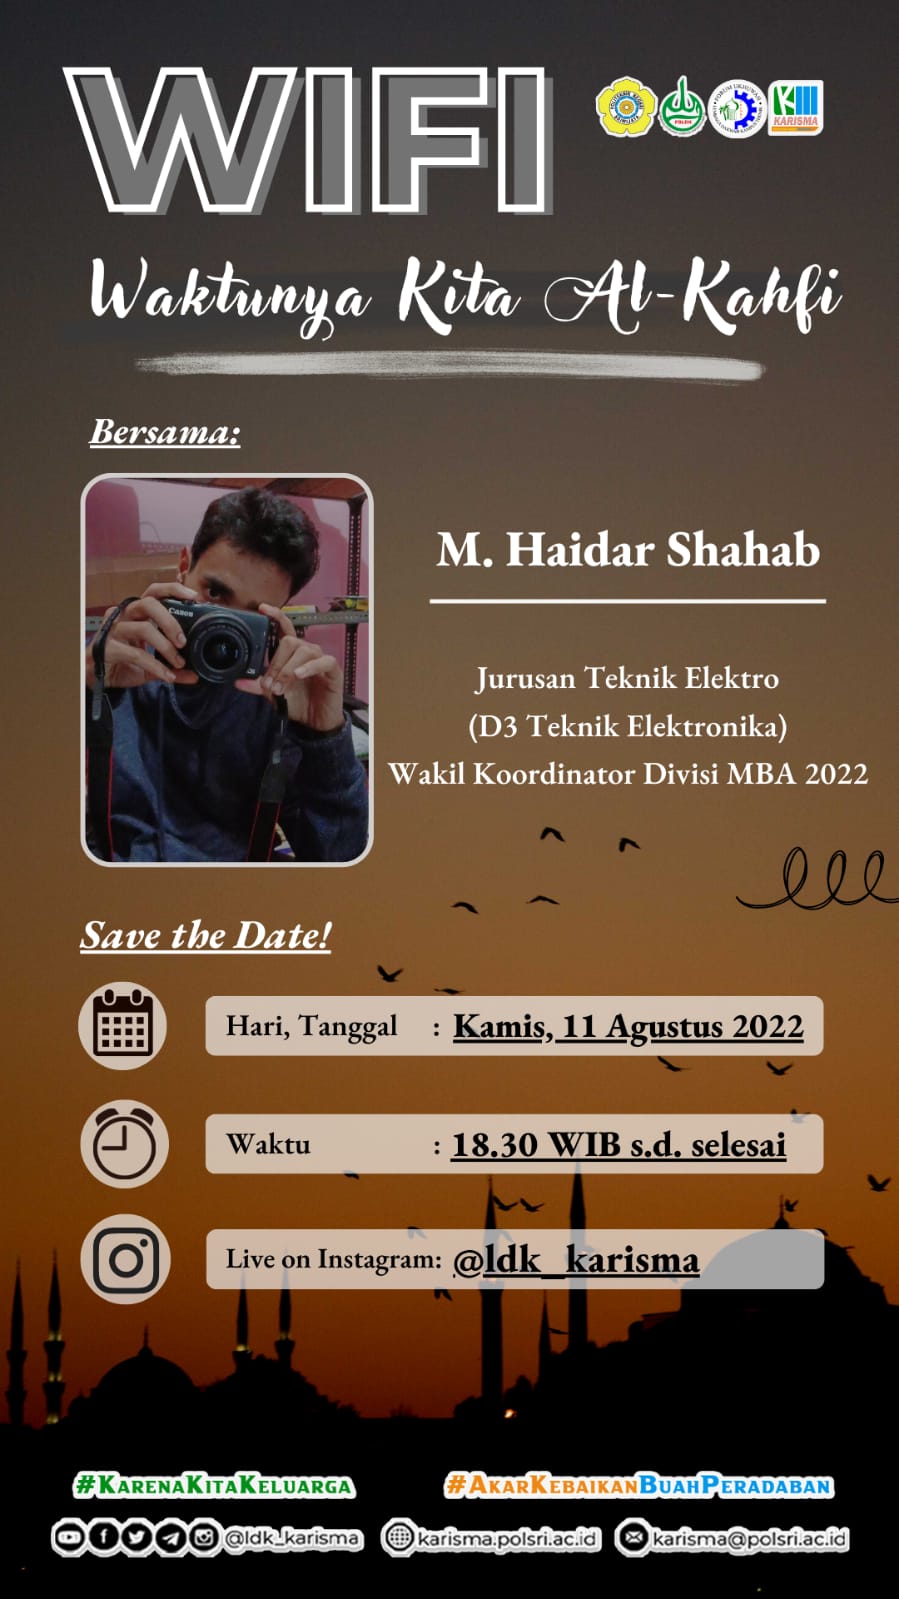 WIFI
KARISMA
Waktunya Kita Al-Kahfi
Bersama:
Canon
M. Haidar Shahab
Jurusan Teknik Elektro
(D3 Teknik Elektronika)
Wakil Koordinator Divisi MBA 2022
Save the Date!
Hari, Tanggal : Kamis, 11 Agustus 2022
Waktu : 18.30 WIB s.d. selesai
Live on Instagram: @ldk_karisma
#KARENAKITAKELUARGA #AKARKEBAIKANBUAHPERADABAN
@ldk_karisma karisma.polsri.ac.id karisma@polsri.ac.id